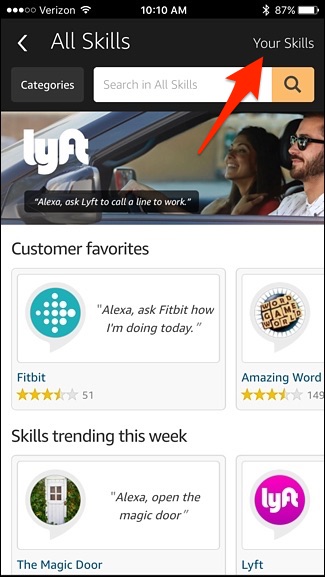 Verizon 10:10 AM 87%
All Skills Your Skills
Categories Search in All Skills
lyft
"Alexa, ask Lyft to call a line to work."
Customer favorites
"Alexa, ask Fitbit how
I'm doing today."
WORD
GAME
WORLD
Fitbit Amazing Word
51 149
Skills trending this week
"Alexa, open the
magic door"
lyft
The Magic Door Lyft